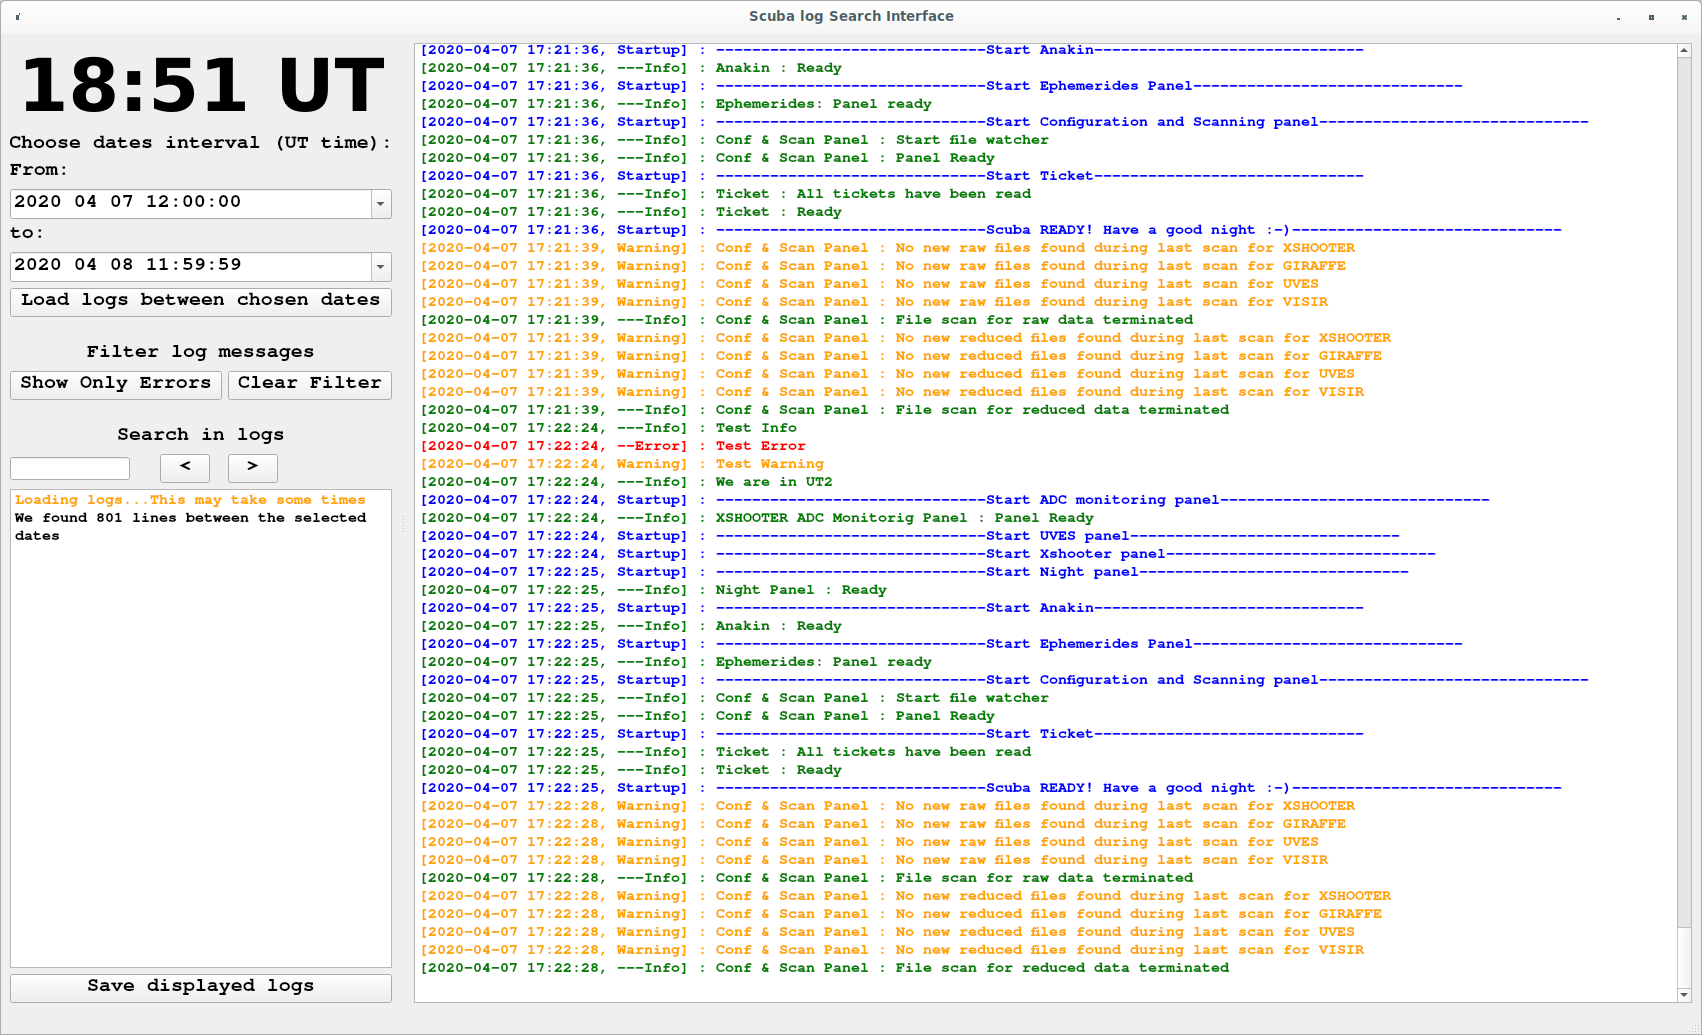 Scuba log Search Interface
18:51 UT
Choose dates interval (UT time):
From:
2020 04 07 12:00:00
to:
2020 04 08 11:59:59
Load logs between chosen dates
Filter log messages
Show Only Errors
Clear Filter
Search in logs
<
>
Loading logs...This may take some times
We found 801 lines between the selected
dates
Save displayed logs
[2020-04-07 17:21:36, Startup] : ------------------------------Start Anakin------------------------------
[2020-04-07 17:21:36, ---Info] : Anakin : Ready
[2020-04-07 17:21:36, Startup] : ------------------------------Start Ephemerides Panel------------------------------
[2020-04-07 17:21:36, ---Info] : Ephemerides: Panel ready
[2020-04-07 17:21:36, Startup] : ------------------------------Start Configuration and Scanning panel------------------------------
[2020-04-07 17:21:36, ---Info] : Conf & Scan Panel : Start file watcher
[2020-04-07 17:21:36, ---Info] : Conf & Scan Panel : Panel Ready
[2020-04-07 17:21:36, Startup] : ------------------------------Start Ticket------------------------------
[2020-04-07 17:21:36, ---Info] : Ticket : All tickets have been read
[2020-04-07 17:21:36, ---Info] : Ticket : Ready
[2020-04-07 17:21:36, Startup] : ------------------------------Scuba READY! Have a good night :-)------------------------------
[2020-04-07 17:21:39, Warning] : Conf & Scan Panel : No new raw files found during last scan for XSHOOTER
[2020-04-07 17:21:39, Warning] : Conf & Scan Panel : No new raw files found during last scan for GIRAFFE
[2020-04-07 17:21:39, Warning] : Conf & Scan Panel : No new raw files found during last scan for UVES
[2020-04-07 17:21:39, Warning] : Conf & Scan Panel : No new raw files found during last scan for VISIR
[2020-04-07 17:21:39, ---Info] : Conf & Scan Panel : File scan for raw data terminated
[2020-04-07 17:21:39, Warning] : Conf & Scan Panel : No new reduced files found during last scan for XSHOOTER
[2020-04-07 17:21:39, Warning] : Conf & Scan Panel : No new reduced files found during last scan for GIRAFFE
[2020-04-07 17:21:39, Warning] : Conf & Scan Panel : No new reduced files found during last scan for UVES
[2020-04-07 17:21:39, Warning] : Conf & Scan Panel : No new reduced files found during last scan for VISIR
[2020-04-07 17:21:39, ---Info] : Conf & Scan Panel : File scan for reduced data terminated
[2020-04-07 17:22:24, ---Info] : Test Info
[2020-04-07 17:22:24, --Error] : Test Error
[2020-04-07 17:22:24, Warning] : Test Warning
[2020-04-07 17:22:24, ---Info] : We are in UT2
[2020-04-07 17:22:24, Startup] : ------------------------------Start ADC monitoring panel------------------------------
[2020-04-07 17:22:24, ---Info] : XSHOOTER ADC Monitorig Panel : Panel Ready
[2020-04-07 17:22:24, Startup] : ------------------------------Start UVES panel------------------------------
[2020-04-07 17:22:24, Startup] : ------------------------------Start Xshooter panel------------------------------
[2020-04-07 17:22:25, Startup] : ------------------------------Start Night panel------------------------------
[2020-04-07 17:22:25, ---Info] : Night Panel : Ready
[2020-04-07 17:22:25, Startup] : ------------------------------Start Anakin------------------------------
[2020-04-07 17:22:25, ---Info] : Anakin : Ready
[2020-04-07 17:22:25, Startup] : ------------------------------Start Ephemerides Panel------------------------------
[2020-04-07 17:22:25, ---Info] : Ephemerides: Panel ready
[2020-04-07 17:22:25, Startup] : ------------------------------Start Configuration and Scanning panel------------------------------
[2020-04-07 17:22:25, ---Info] : Conf & Scan Panel : Start file watcher
[2020-04-07 17:22:25, ---Info] : Conf & Scan Panel : Panel Ready
[2020-04-07 17:22:25, Startup] : ------------------------------Start Ticket------------------------------
[2020-04-07 17:22:25, ---Info] : Ticket : All tickets have been read
[2020-04-07 17:22:25, ---Info] : Ticket : Ready
[2020-04-07 17:22:25, Startup] : ------------------------------Scuba READY! Have a good night :-)------------------------------
[2020-04-07 17:22:28, Warning] : Conf & Scan Panel : No new raw files found during last scan for XSHOOTER
[2020-04-07 17:22:28, Warning] : Conf & Scan Panel : No new raw files found during last scan for GIRAFFE
[2020-04-07 17:22:28, Warning] : Conf & Scan Panel : No new raw files found during last scan for UVES
[2020-04-07 17:22:28, Warning] : Conf & Scan Panel : No new raw files found during last scan for VISIR
[2020-04-07 17:22:28, ---Info] : Conf & Scan Panel : File scan for raw data terminated
[2020-04-07 17:22:28, Warning] : Conf & Scan Panel : No new reduced files found during last scan for XSHOOTER
[2020-04-07 17:22:28, Warning] : Conf & Scan Panel : No new reduced files found during last scan for GIRAFFE
[2020-04-07 17:22:28, Warning] : Conf & Scan Panel : No new reduced files found during last scan for UVES
[2020-04-07 17:22:28, Warning] : Conf & Scan Panel : No new reduced files found during last scan for VISIR
[2020-04-07 17:22:28, ---Info] : Conf & Scan Panel : File scan for reduced data terminated